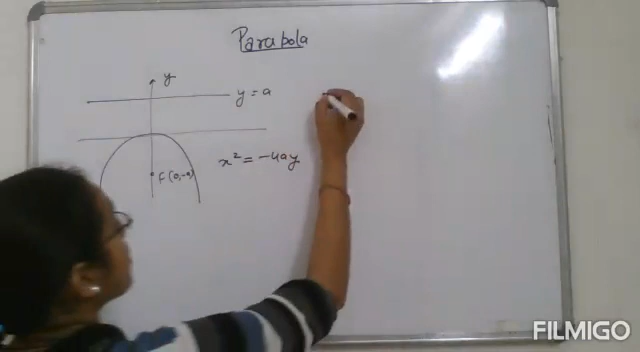 Parabola
y
y = a
x² = -4ay
F(0,-a)
FILMIGO